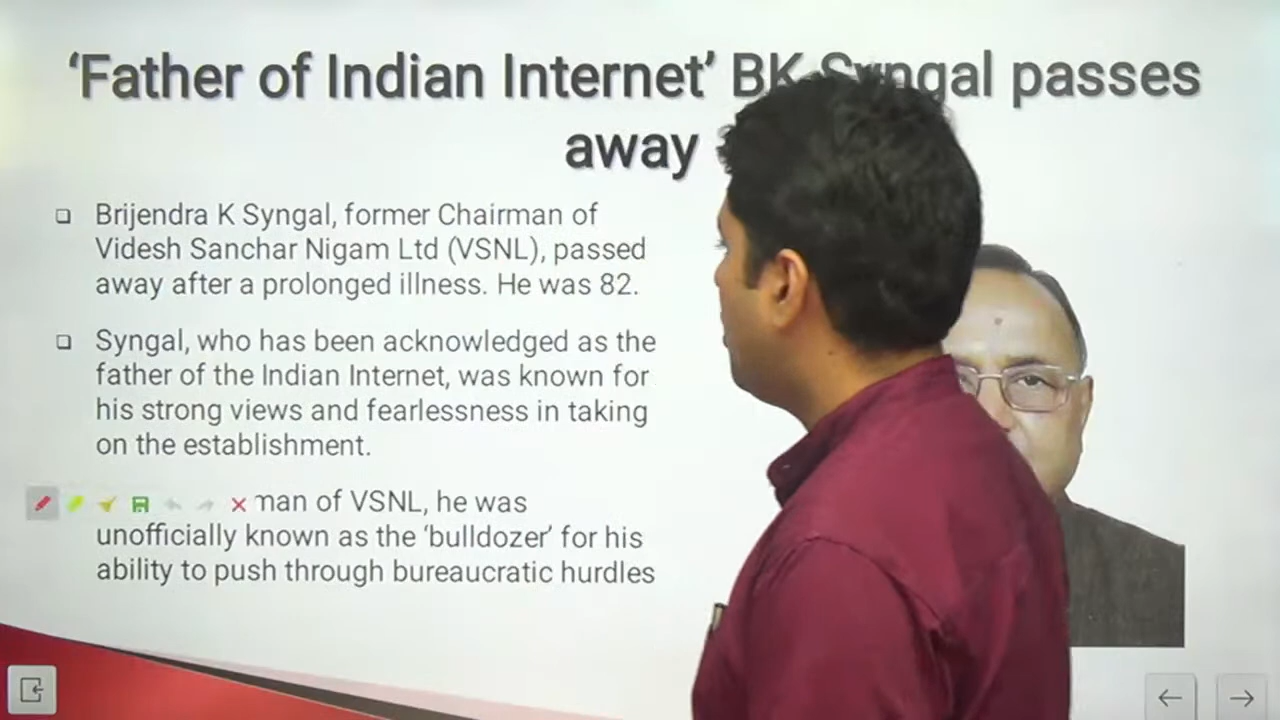 ‘Father of Indian Internet’ BK Syngal passes
away
❑ Brijendra K Syngal, former Chairman of
Videsh Sanchar Nigam Ltd (VSNL), passed
away after a prolonged illness. He was 82.
❑ Syngal, who has been acknowledged as the
father of the Indian Internet, was known for
his strong views and fearlessness in taking
on the establishment.
man of VSNL, he was
unofficially known as the ‘bulldozer’ for his
ability to push through bureaucratic hurdles